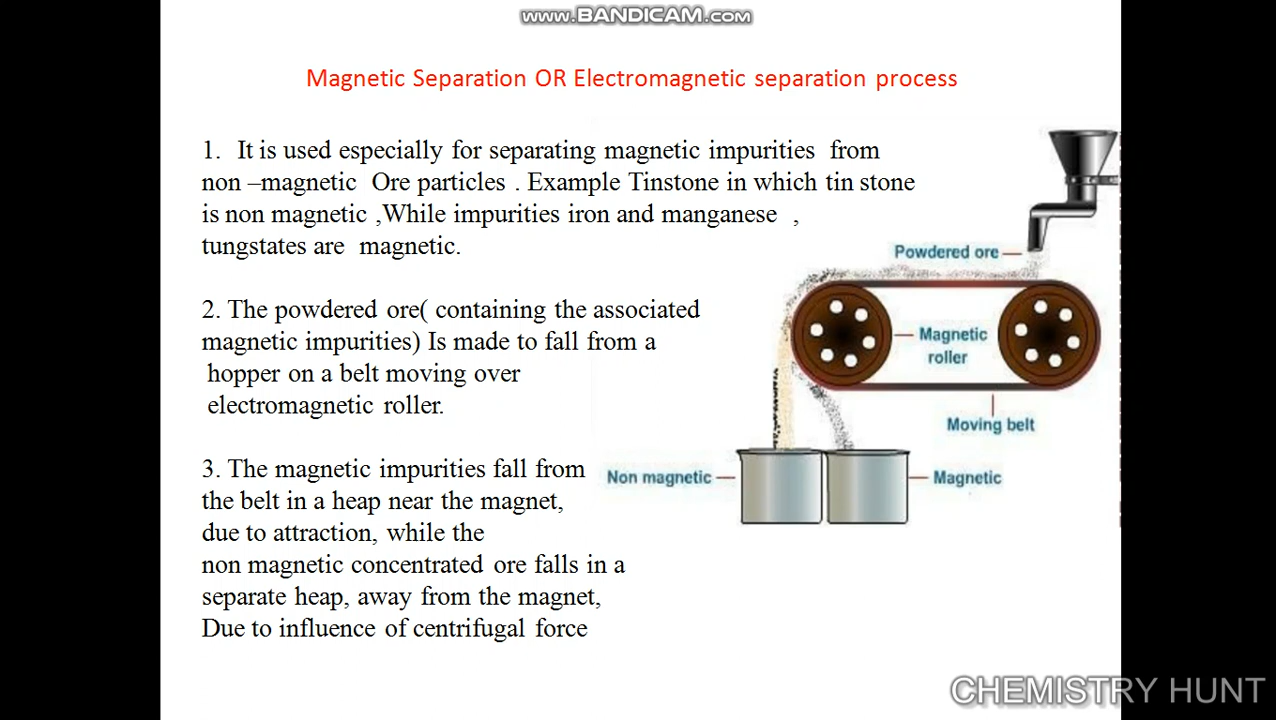 www.BANDICAM.com
Magnetic Separation OR Electromagnetic separation process
1. It is used especially for separating magnetic impurities from
non –magnetic Ore particles . Example Tinstone in which tin stone
is non magnetic ,While impurities iron and manganese ,
tungstates are magnetic.
2. The powdered ore( containing the associated
magnetic impurities) Is made to fall from a
hopper on a belt moving over
electromagnetic roller.
3. The magnetic impurities fall from
the belt in a heap near the magnet,
due to attraction, while the
non magnetic concentrated ore falls in a
separate heap, away from the magnet,
Due to influence of centrifugal force
Powdered ore
Magnetic
roller
Moving belt
Non magnetic
Magnetic
CHEMISTRY HUNT